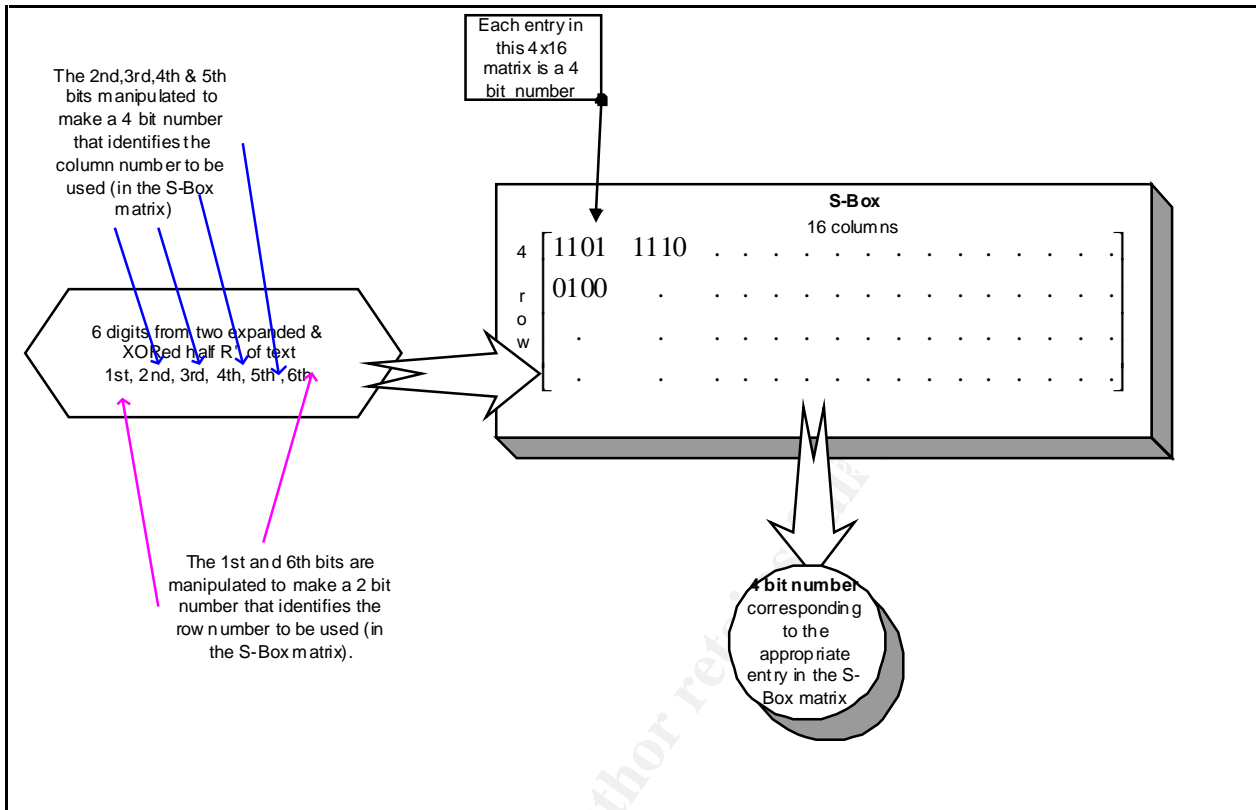 Each entry in
this 4x16
matrix is a 4
bit number
The 2nd,3rd,4th & 5th
bits manipulated to
make a 4 bit number
that identifies the
column number to be
used (in the S-Box
matrix)
S-Box
16 columns
4
r
o
w
1101 1110 . . . . . . . . . . . . . .
0100 . . . . . . . . . . . . . . .
. . . . . . . . . . . . . . . .
. . . . . . . . . . . . . . . .
6 digits from two expanded &
XORed half R" of text
1st, 2nd, 3rd, 4th, 5th ,6th
The 1st and 6th bits are
manipulated to make a 2 bit
number that identifies the
row number to be used (in
the S-Box matrix).
4 bit number
corresponding
to the
appropriate
entry in the S-
Box matrix
thor retains